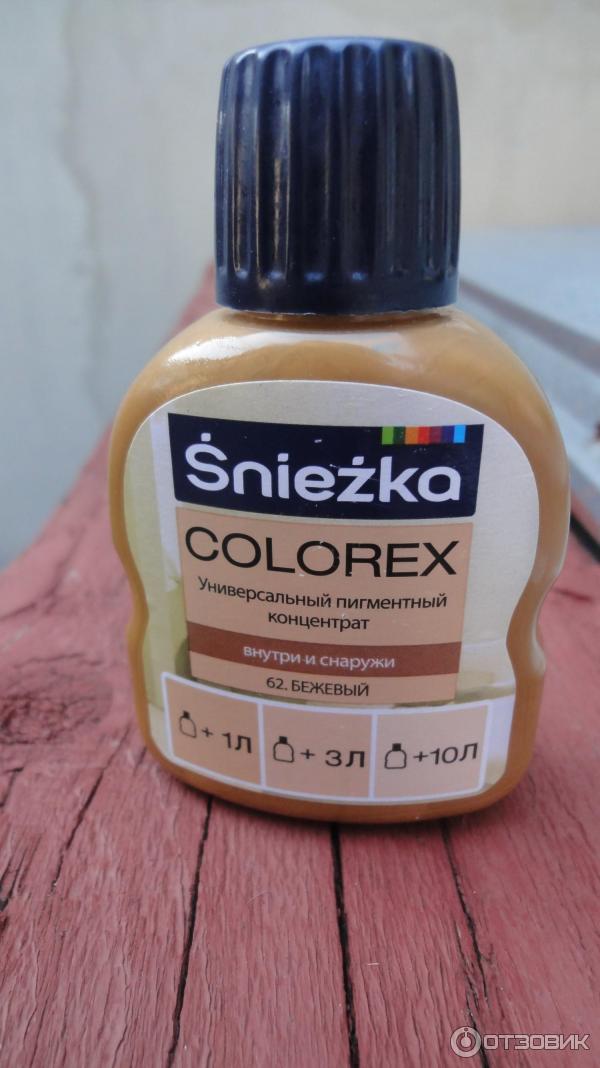 Śnieżka
COLOREX
Универсальный пигментный
концентрат
внутри и снаружи
62. БЕЖЕВЫЙ
+ 1Л
+ 3Л
+ 10Л
ОТЗОВИК